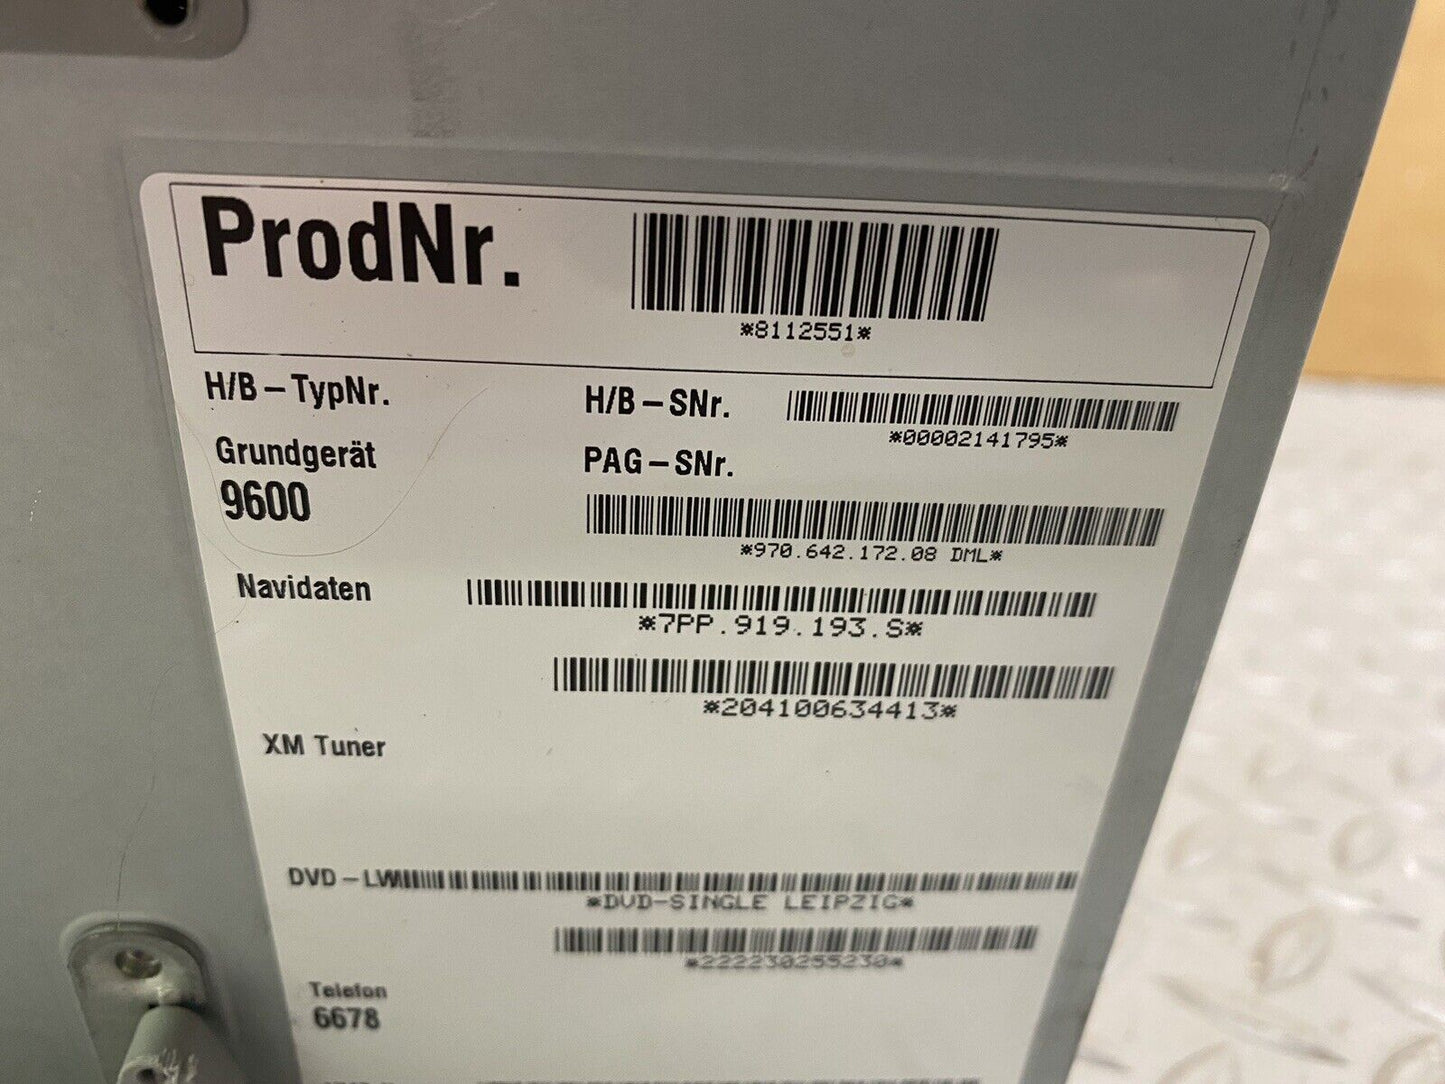 ProdNr.
*8112551*
H/B-TypNr.
H/B-SNr.
*00002141795*
Grundgerät
9600
PAG-SNr.
*970.642.172.08 DML*
Navidaten
*7PP.919.193.S*
*204100634413*
XM Tuner
DVD-LW
*DVD-SINGLE LEIPZIG*
*222230255230*
Telefon
6678